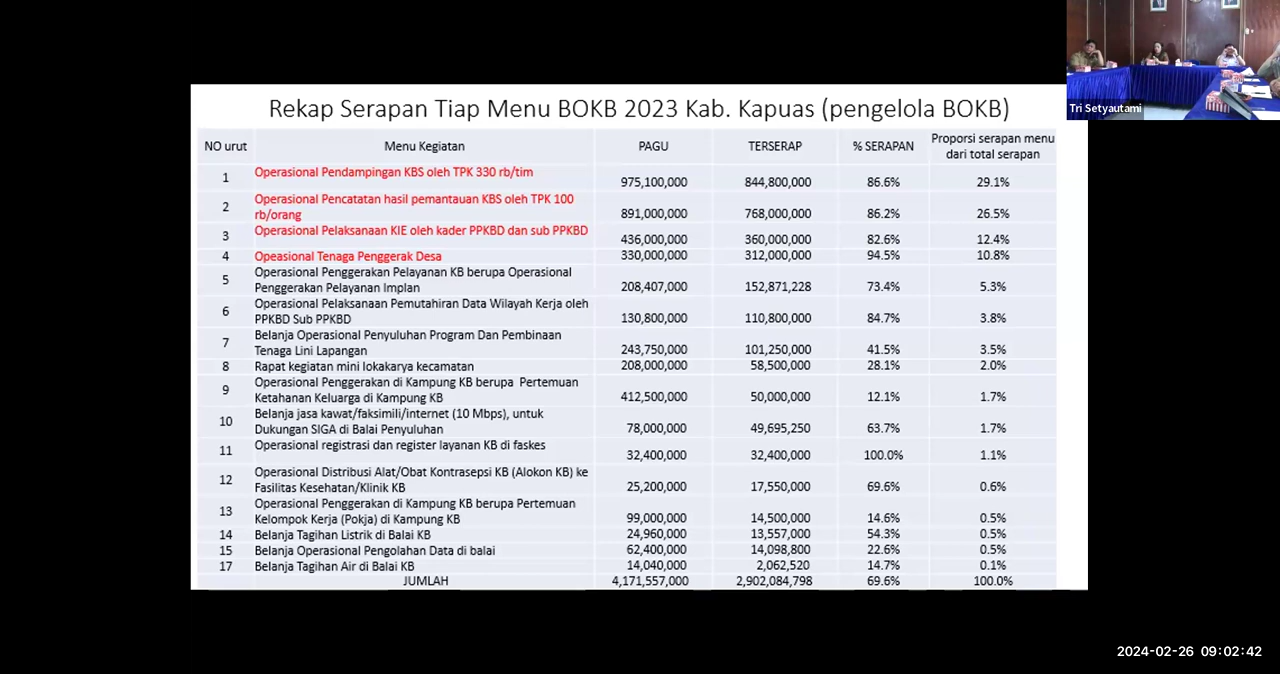 Tri Setyautami
Rekap Serapan Tiap Menu BOKB 2023 Kab. Kapuas (pengelola BOKB)
NO urut Menu Kegiatan PAGU TERSERAP % SERAPAN Proporsi serapan menu dari total serapan
1 Operasional Pendampingan KBS oleh TPK 330 rb/tim 975,100,000 844,800,000 86.6% 29.1%
2 Operasional Pencatatan hasil pemantauan KBS oleh TPK 100 rb/orang 891,000,000 768,000,000 86.2% 26.5%
3 Operasional Pelaksanaan KIE oleh kader PPKBD dan sub PPKBD 436,000,000 360,000,000 82.6% 12.4%
4 Opeasional Tenaga Penggerak Desa 330,000,000 312,000,000 94.5% 10.8%
5 Operasional Penggerakan Pelayanan KB berupa Operasional Penggerakan Pelayanan Implan 208,407,000 152,871,228 73.4% 5.3%
6 Operasional Pelaksanaan Pemutahiran Data Wilayah Kerja oleh PPKBD Sub PPKBD 130,800,000 110,800,000 84.7% 3.8%
7 Belanja Operasional Penyuluhan Program Dan Pembinaan Tenaga Lini Lapangan 243,750,000 101,250,000 41.5% 3.5%
8 Rapat kegiatan mini lokakarya kecamatan 208,000,000 58,500,000 28.1% 2.0%
9 Operasional Penggerakan di Kampung KB berupa Pertemuan Ketahanan Keluarga di Kampung KB 412,500,000 50,000,000 12.1% 1.7%
10 Belanja jasa kawat/faksimili/internet (10 Mbps), untuk Dukungan SIGA di Balai Penyuluhan 78,000,000 49,695,250 63.7% 1.7%
11 Operasional registrasi dan register layanan KB di faskes 32,400,000 32,400,000 100.0% 1.1%
12 Operasional Distribusi Alat/Obat Kontrasepsi KB (Alokon KB) ke Fasilitas Kesehatan/Klinik KB 25,200,000 17,550,000 69.6% 0.6%
13 Operasional Penggerakan di Kampung KB berupa Pertemuan Kelompok Kerja (Pokja) di Kampung KB 99,000,000 14,500,000 14.6% 0.5%
14 Belanja Tagihan Listrik di Balai KB 24,960,000 13,557,000 54.3% 0.5%
15 Belanja Operasional Pengolahan Data di balai 62,400,000 14,098,800 22.6% 0.5%
17 Belanja Tagihan Air di Balai KB 14,040,000 2,062,520 14.7% 0.1%
JUMLAH 4,171,557,000 2,902,084,798 69.6% 100.0%
2024-02-26 09:02:42